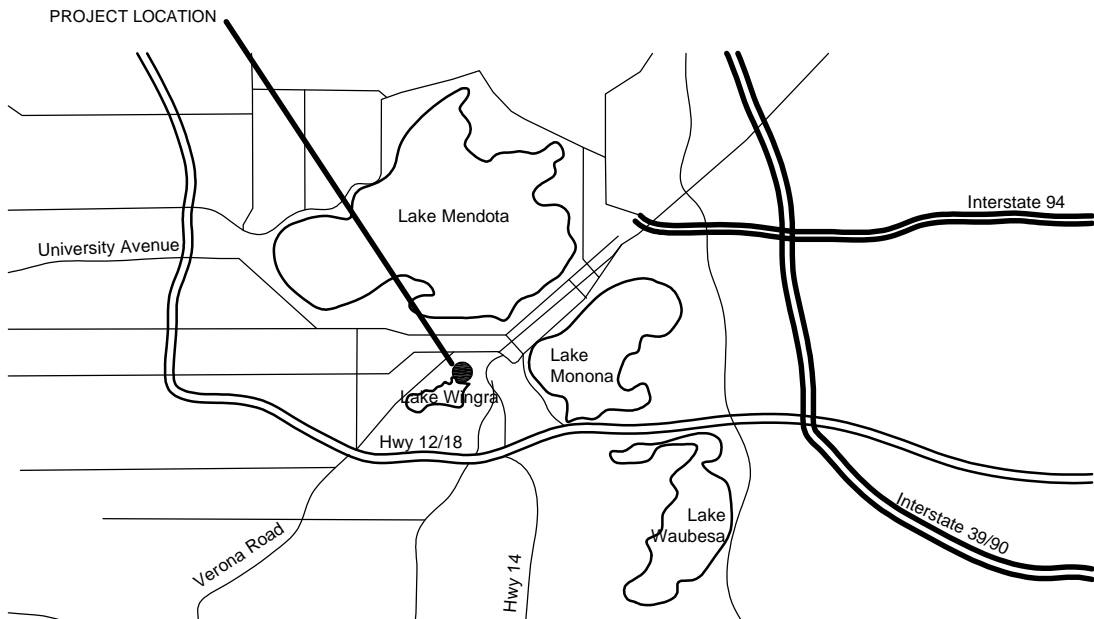 PROJECT LOCATION
Interstate 94
Lake Mendota
University Avenue
Lake
Monona
Lake Wingra
Hwy 12/18
Interstate 39/90
Lake
Waubesa
Verona Road
Hwy 14